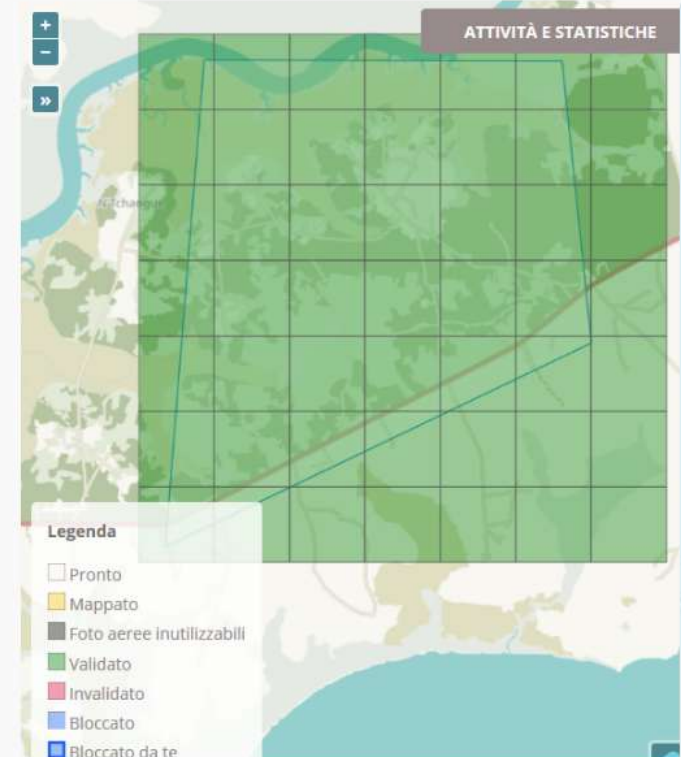 +
ATTIVITÀ E STATISTICHE
−
»
Legenda
Pronto
Mappato
Foto aeree inutilizzabili
Validato
Invalidato
Bloccato
Bloccato da te